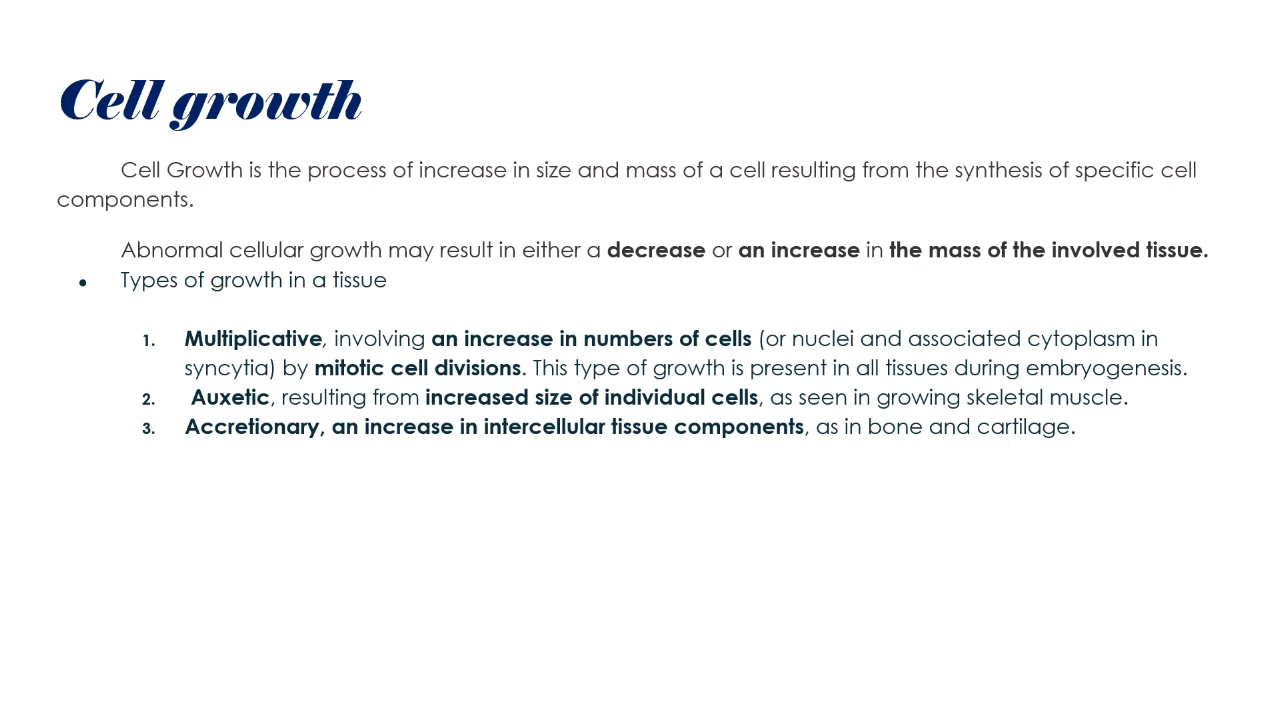 Cell growth
Cell Growth is the process of increase in size and mass of a cell resulting from the synthesis of specific cell
components.
Abnormal cellular growth may result in either a decrease or an increase in the mass of the involved tissue.
● Types of growth in a tissue
1. Multiplicative, involving an increase in numbers of cells (or nuclei and associated cytoplasm in
syncytia) by mitotic cell divisions. This type of growth is present in all tissues during embryogenesis.
2. Auxetic, resulting from increased size of individual cells, as seen in growing skeletal muscle.
3. Accretionary, an increase in intercellular tissue components, as in bone and cartilage.